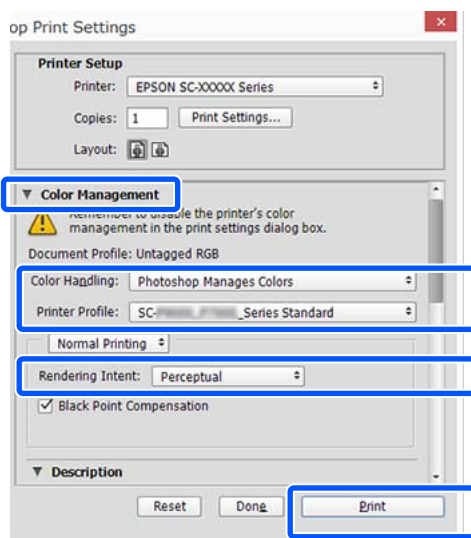 op Print Settings
Printer Setup
Printer: EPSON SC-XXXXX Series
Copies: 1 Print Settings...
Layout:
Color Management
Remember to disable the printer's color
management in the print settings dialog box.
Document Profile: Untagged RGB
Color Handling: Photoshop Manages Colors
Printer Profile: SC- _Series Standard
Normal Printing
Rendering Intent: Perceptual
Black Point Compensation
Description
Reset Done Print